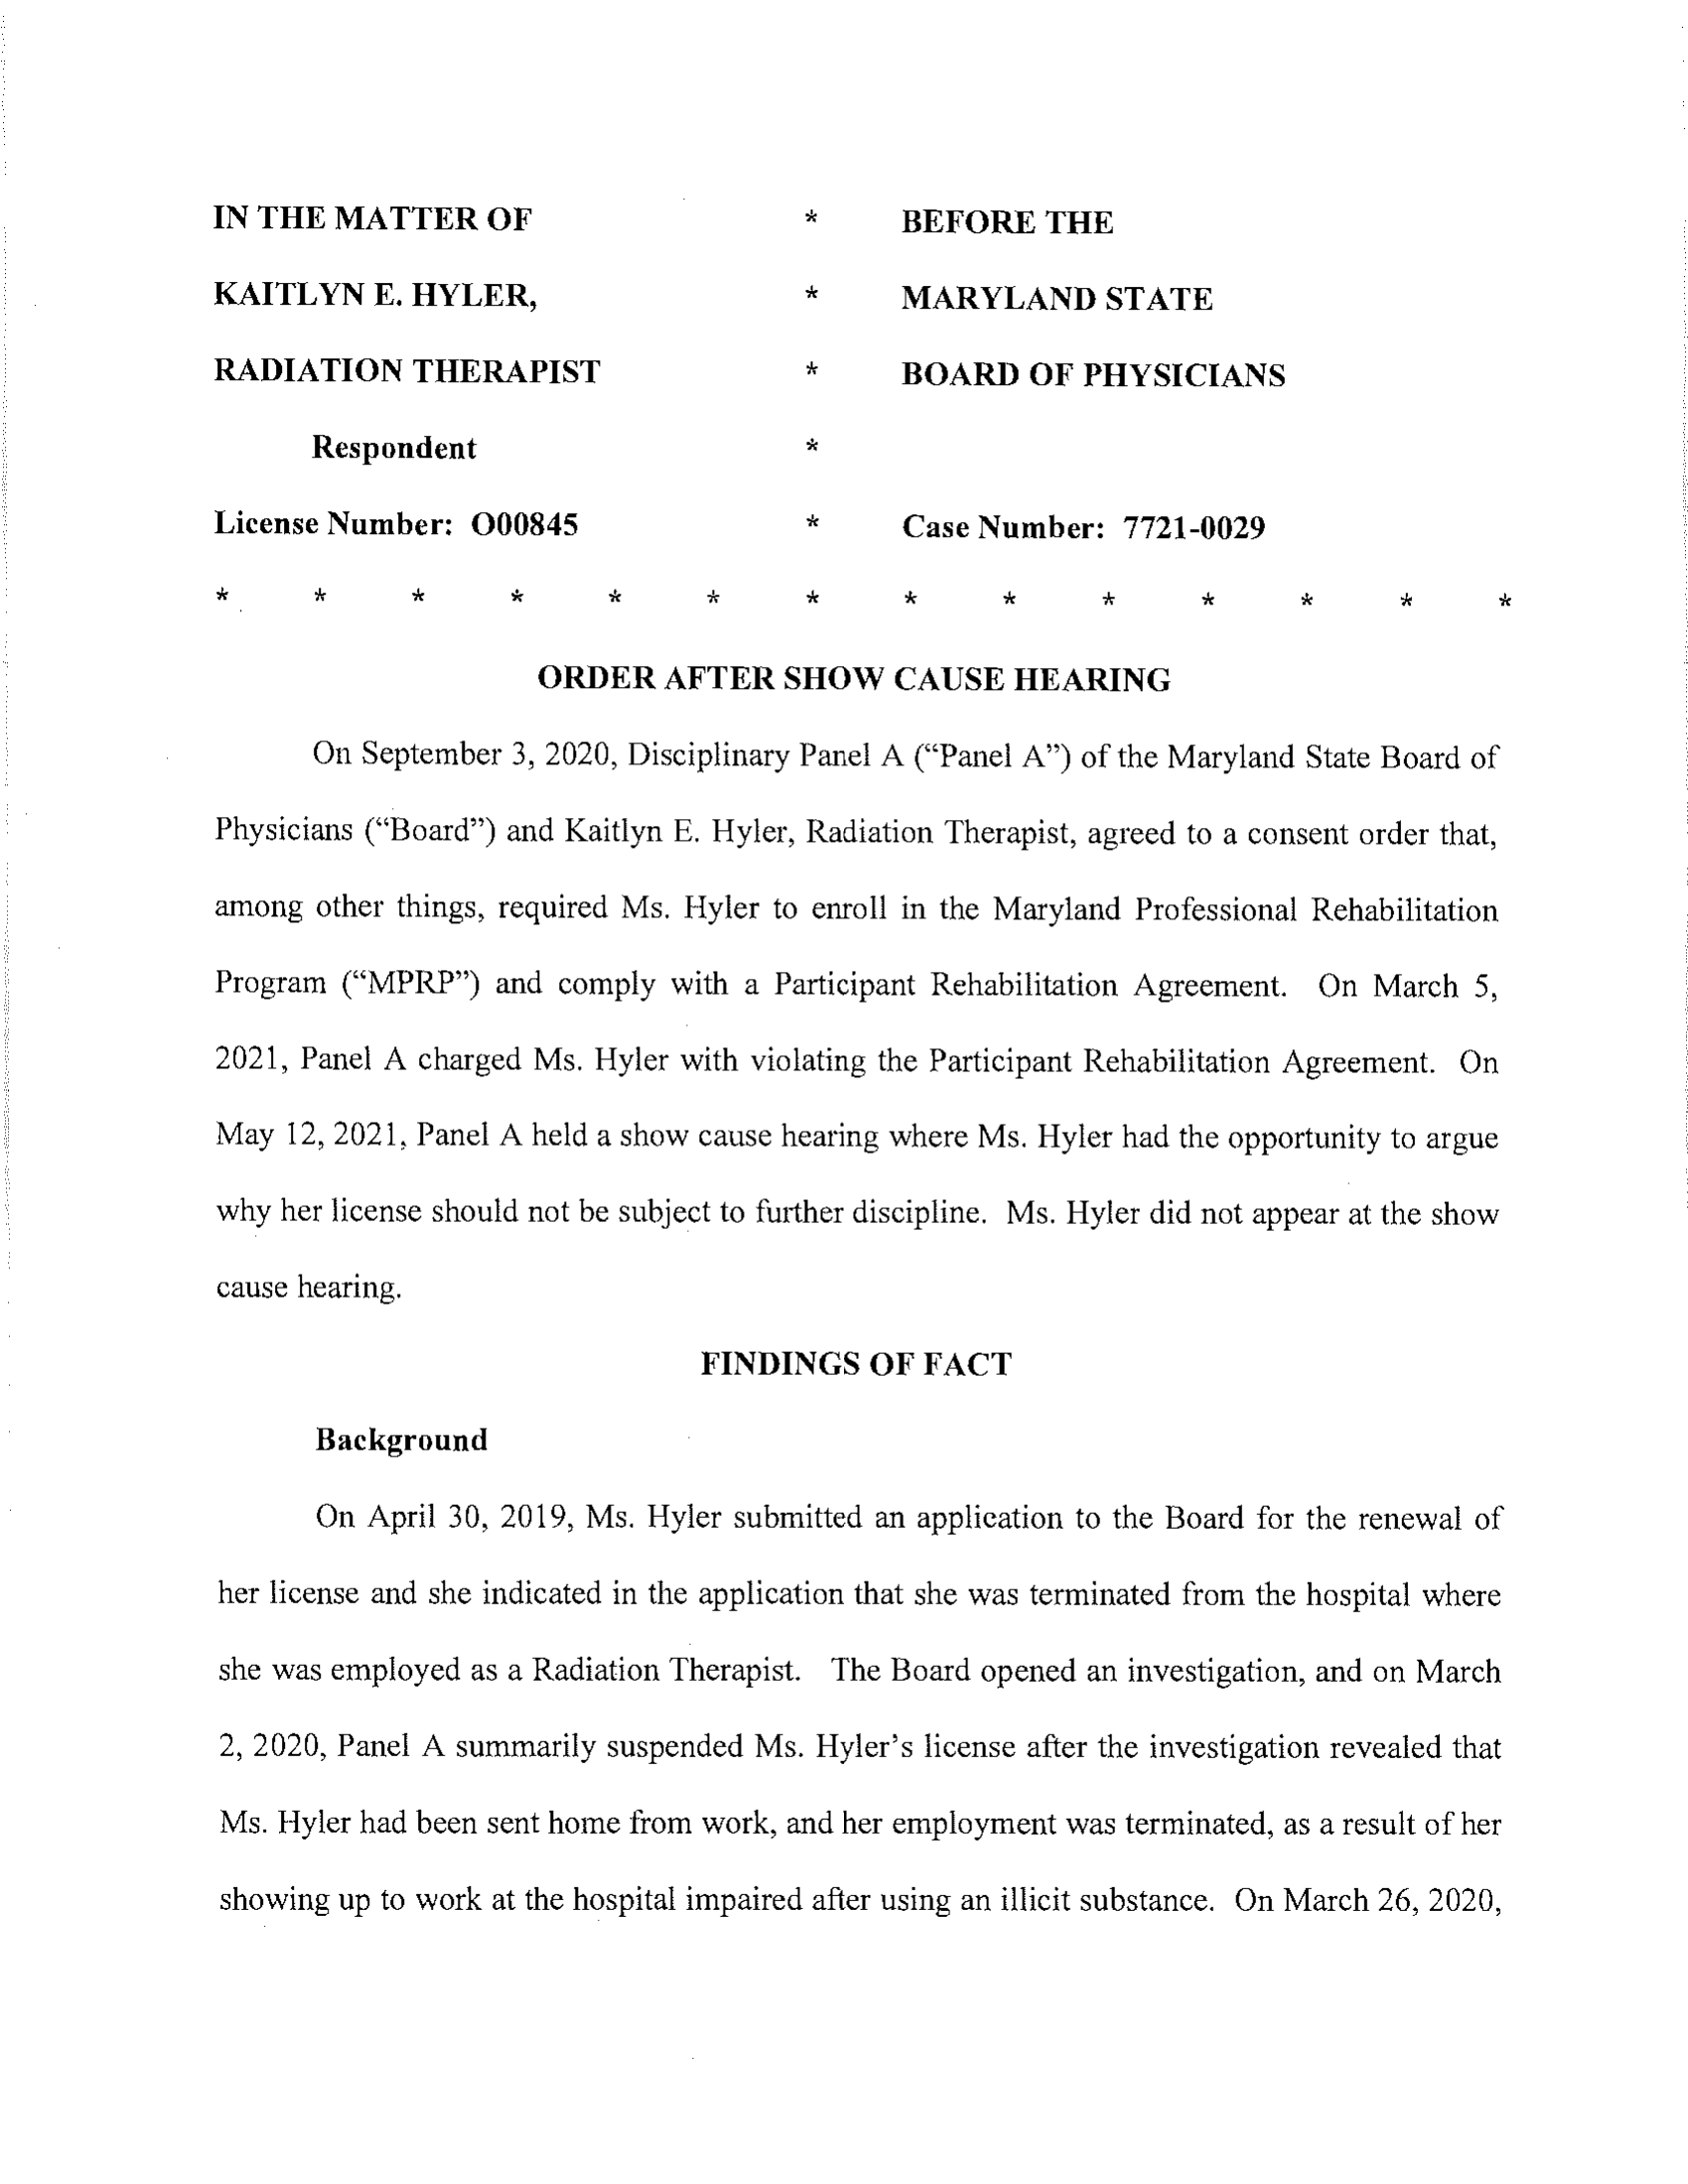 IN THE MATTER OF * BEFORE THE
KAITLYN E. HYLER, * MARYLAND STATE
RADIATION THERAPIST * BOARD OF PHYSICIANS
Respondent *
License Number: O00845 * Case Number: 7721-0029
* * * * * * * * * * * * * *
ORDER AFTER SHOW CAUSE HEARING
On September 3, 2020, Disciplinary Panel A (“Panel A”) of the Maryland State Board of
Physicians (“Board”) and Kaitlyn E. Hyler, Radiation Therapist, agreed to a consent order that,
among other things, required Ms. Hyler to enroll in the Maryland Professional Rehabilitation
Program (“MPRP”) and comply with a Participant Rehabilitation Agreement. On March 5,
2021, Panel A charged Ms. Hyler with violating the Participant Rehabilitation Agreement. On
May 12, 2021, Panel A held a show cause hearing where Ms. Hyler had the opportunity to argue
why her license should not be subject to further discipline. Ms. Hyler did not appear at the show
cause hearing.
FINDINGS OF FACT
Background
On April 30, 2019, Ms. Hyler submitted an application to the Board for the renewal of
her license and she indicated in the application that she was terminated from the hospital where
she was employed as a Radiation Therapist. The Board opened an investigation, and on March
2, 2020, Panel A summarily suspended Ms. Hyler’s license after the investigation revealed that
Ms. Hyler had been sent home from work, and her employment was terminated, as a result of her
showing up to work at the hospital impaired after using an illicit substance. On March 26, 2020,